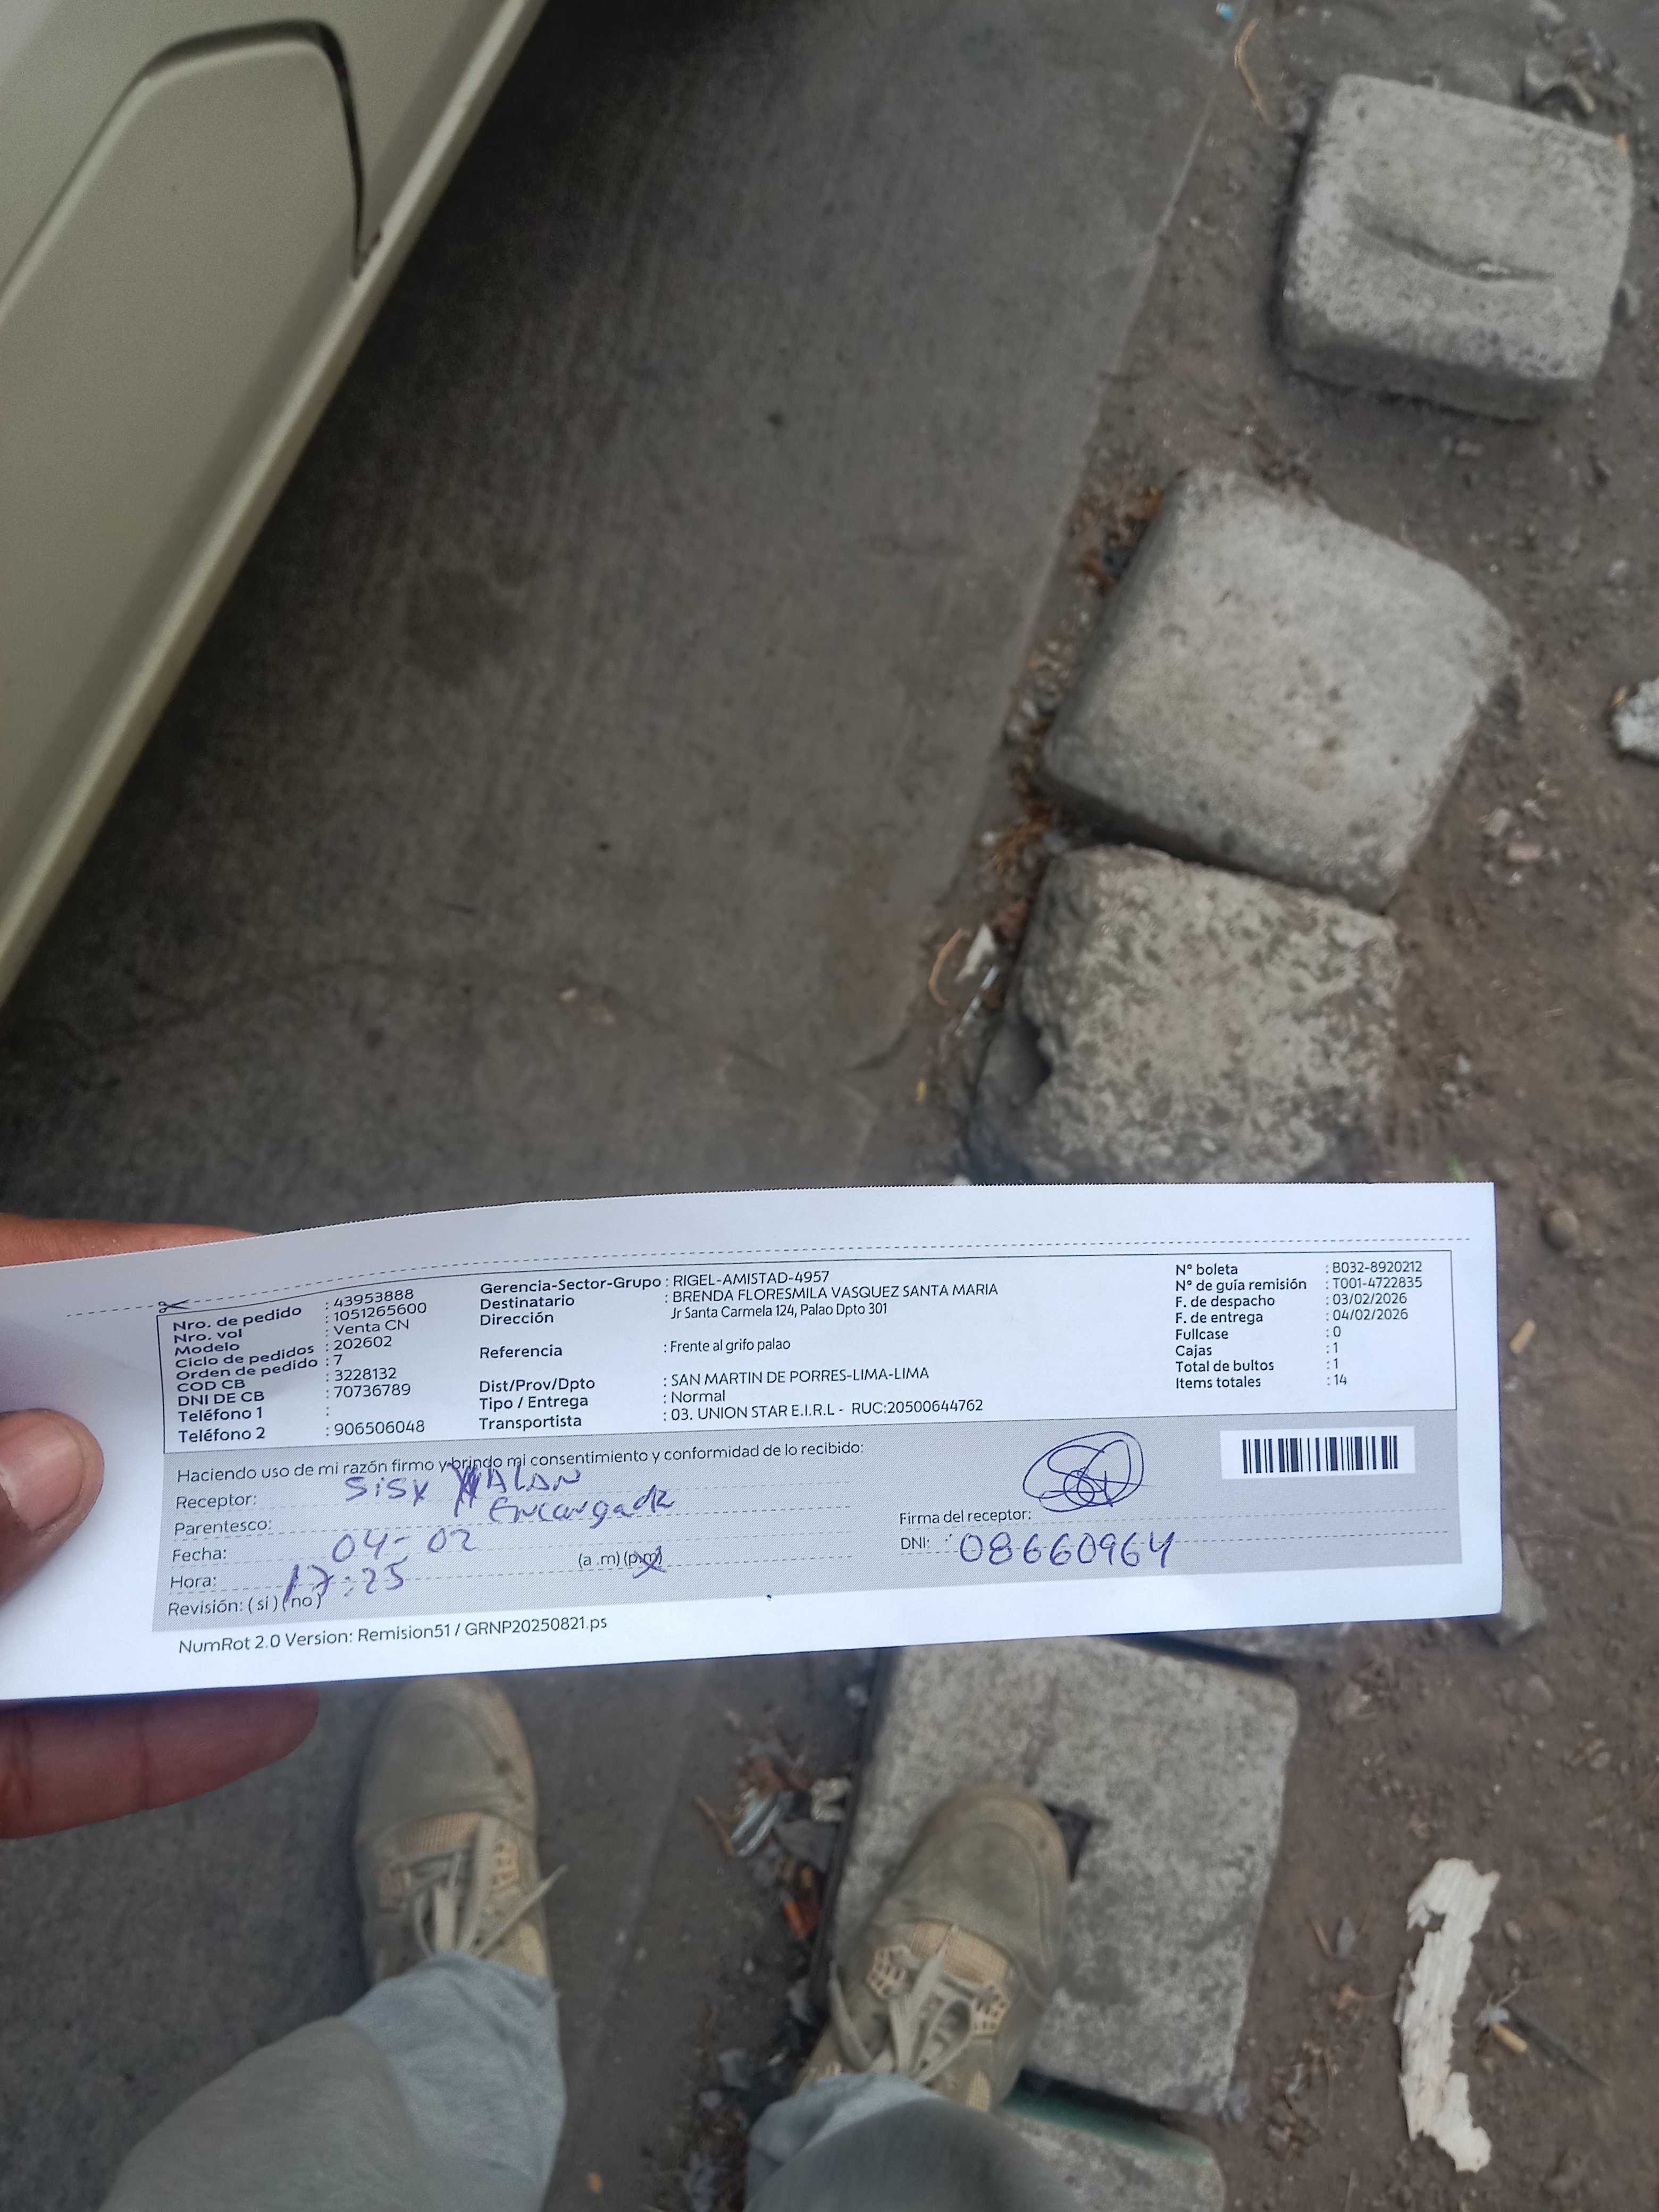 Nro. de pedido : 43953888
Nro. vol : 1051265600
Modelo : Venta CN
Ciclo de pedidos : 202602
Orden de pedido : 7
COD CB : 3228132
DNI DE CB : 70736789
Teléfono 1 :
Teléfono 2 : 906506048
Gerencia-Sector-Grupo : RIGEL-AMISTAD-4957
Destinatario : BRENDA FLORESMILA VASQUEZ SANTA MARIA
Dirección Jr Santa Carmela 124, Palao Dpto 301
Referencia : Frente al grifo palao
Dist/Prov/Dpto : SAN MARTIN DE PORRES-LIMA-LIMA
Tipo / Entrega : Normal
Transportista : 03. UNION STAR E.I.R.L - RUC:20500644762
N° boleta : B032-8920212
N° de guía remisión : T001-4722835
F. de despacho : 03/02/2026
F. de entrega : 04/02/2026
Fullcase : 0
Cajas : 1
Total de bultos : 1
Items totales : 14
Haciendo uso de mi razón firmo y brindo mi consentimiento y conformidad de lo recibido:
Receptor: Sisy
Parentesco: Encargada
Fecha: 04-02
Hora: 17:25 (a .m) (p.m)
Revisión: (si) (no)
Firma del receptor:
DNI: 08660964
NumRot 2.0 Version: Remision51 / GRNP20250821.ps